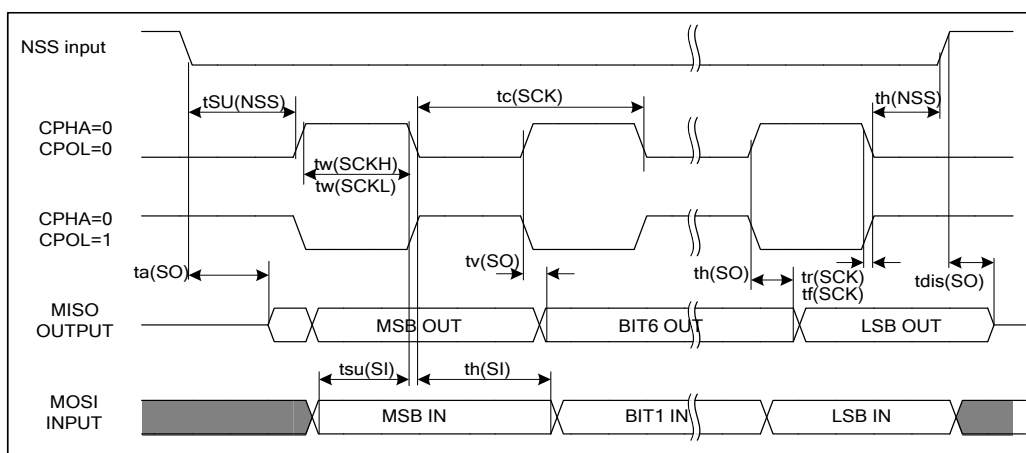 NSS input
tSU(NSS)
tc(SCK)
th(NSS)
CPHA=0
CPOL=0
tw(SCKH)
tw(SCKL)
CPHA=0
CPOL=1
ta(SO)
tv(SO)
th(SO)
tr(SCK)
tf(SCK)
tdis(SO)
MISO
OUTPUT
MSB OUT
BIT6 OUT
LSB OUT
tsu(SI)
th(SI)
MOSI
INPUT
MSB IN
BIT1 IN
LSB IN